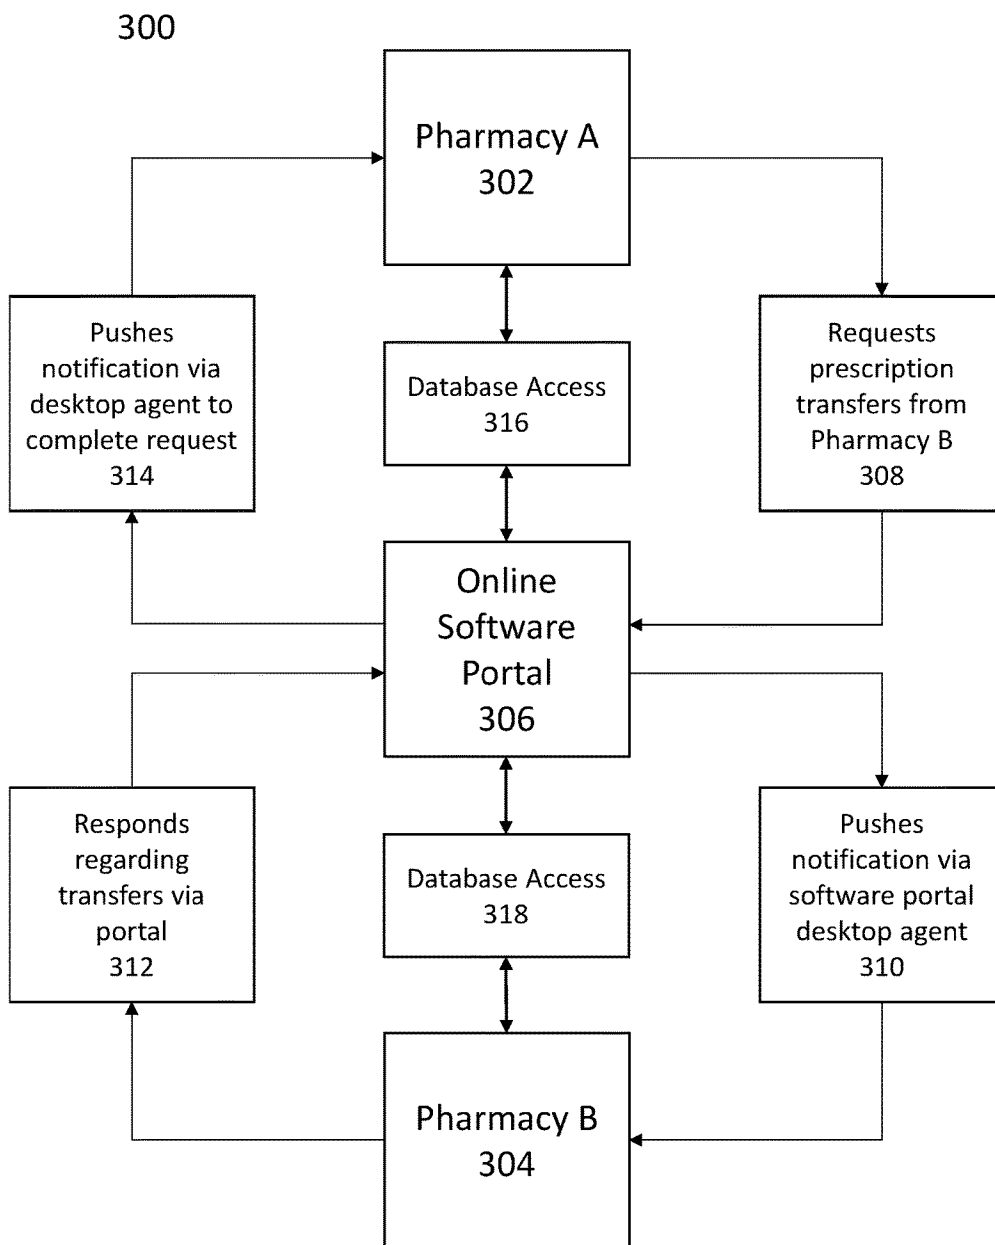 300
Pharmacy A
302
Pushes
notification via
desktop agent to
complete request
314
Database Access
316
Requests
prescription
transfers from
Pharmacy B
308
Online
Software
Portal
306
Responds
regarding
transfers via
portal
312
Database Access
318
Pushes
notification via
software portal
desktop agent
310
Pharmacy B
304